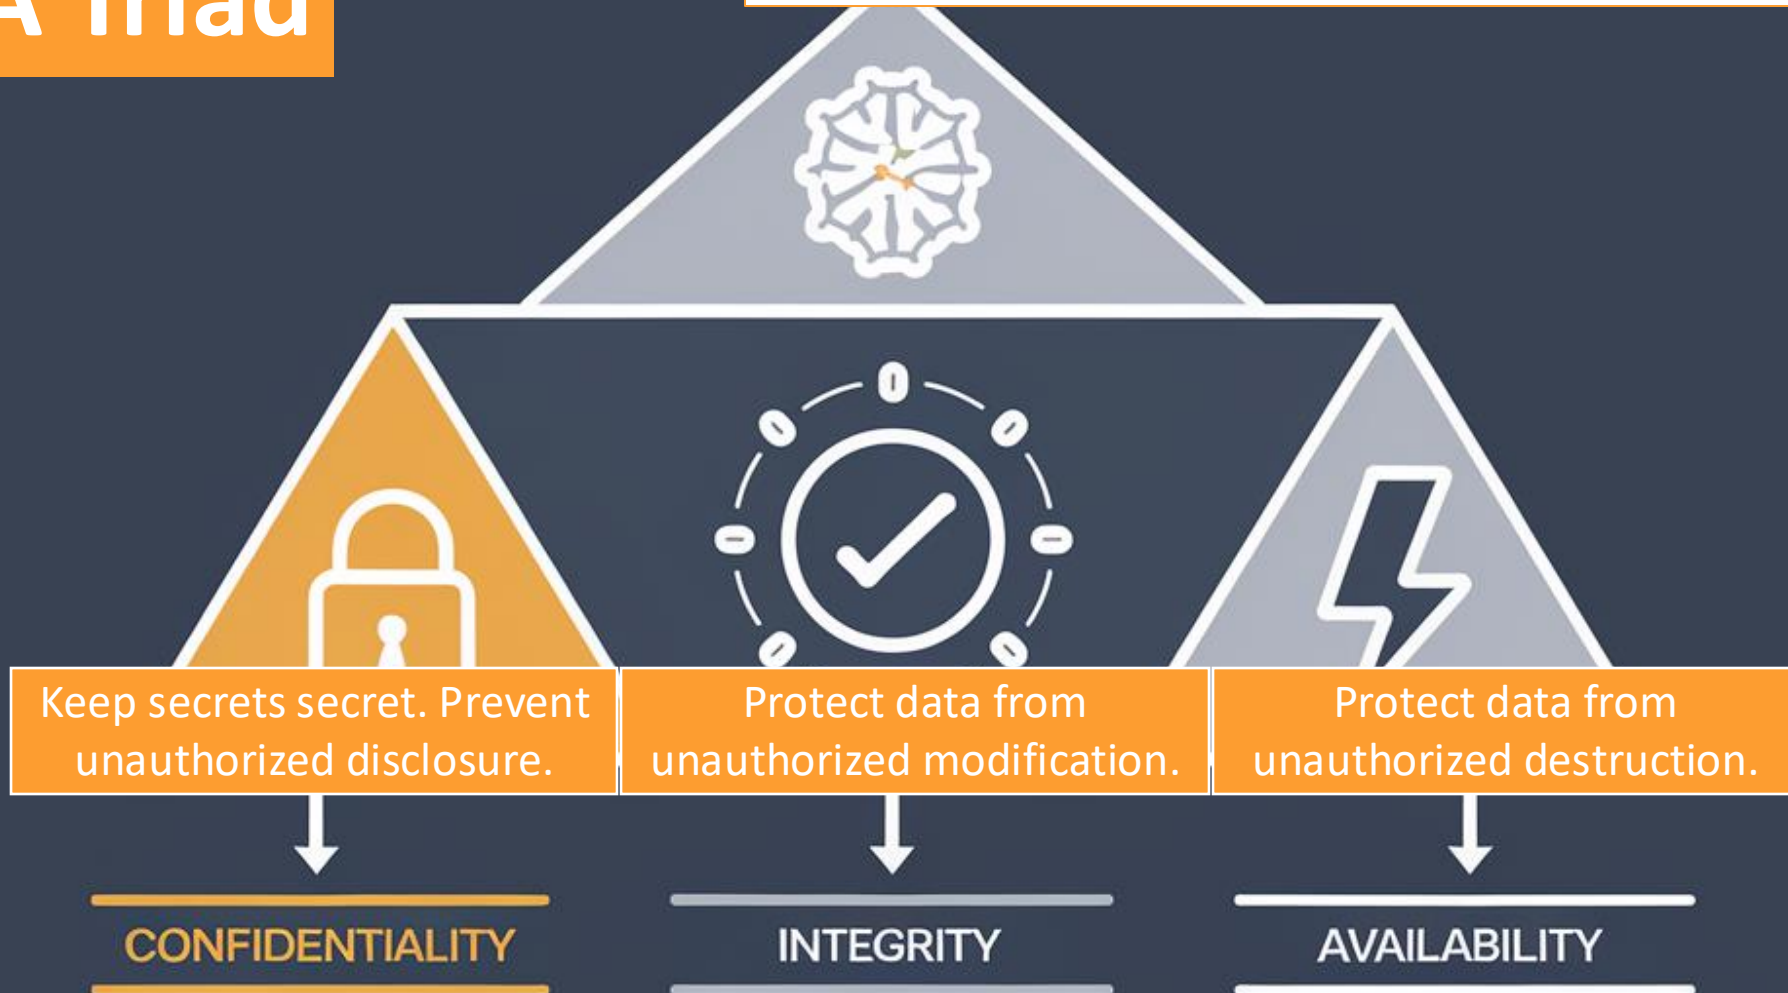 A Triad
Keep secrets secret. Prevent
unauthorized disclosure.
Protect data from
unauthorized modification.
Protect data from
unauthorized destruction.
CONFIDENTIALITY
INTEGRITY
AVAILABILITY